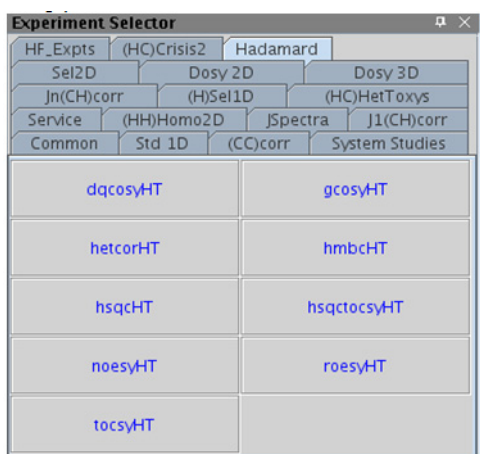 Experiment Selector
HF_Expts (HC)Crisis2 Hadamard
Sel2D Dosy 2D Dosy 3D
Jn(CH)corr (H)Sel1D (HC)HetToxys
Service (HH)Homo2D JSpectra J1(CH)corr
Common Std 1D (CC)corr System Studies
dqcosyHT gcosyHT
hetcorHT hmbcHT
hsqcHT hsqctocsyHT
noesyHT roesyHT
tocsyHT